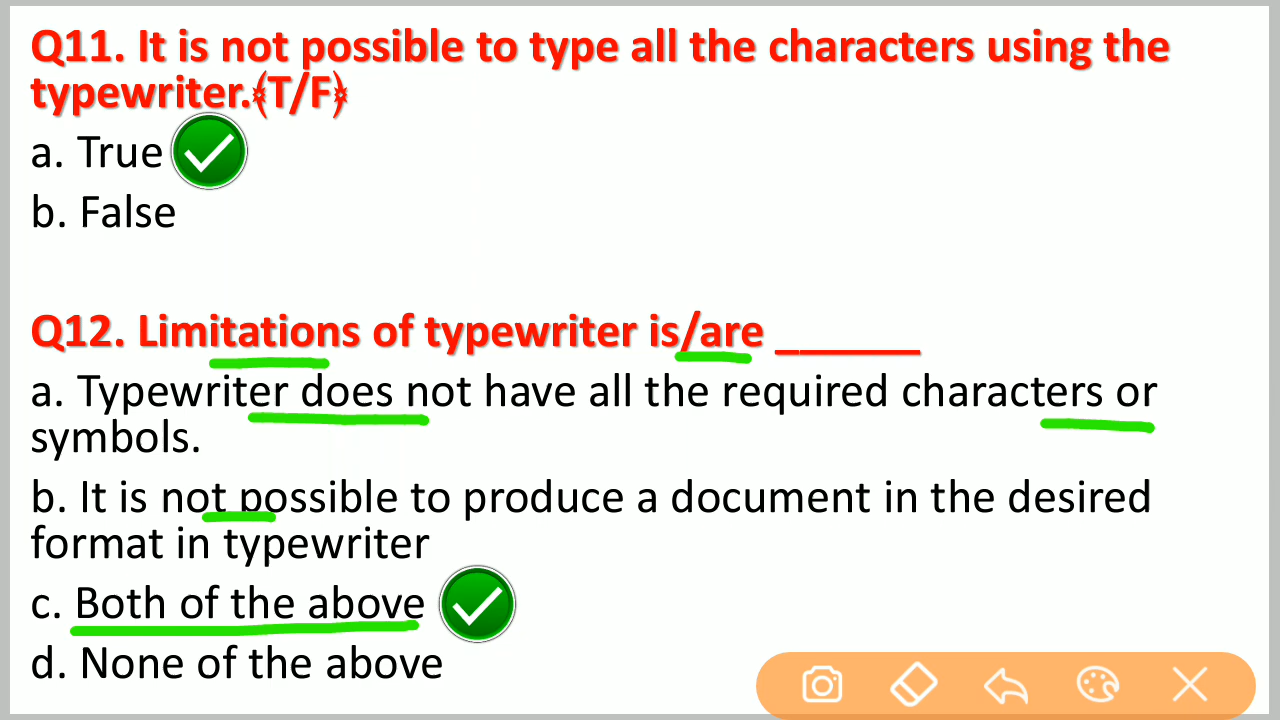 Q11. It is not possible to type all the characters using the
typewriter.(T/F)
a. True
b. False
Q12. Limitations of typewriter is/are ______
a. Typewriter does not have all the required characters or
symbols.
b. It is not possible to produce a document in the desired
format in typewriter
c. Both of the above
d. None of the above